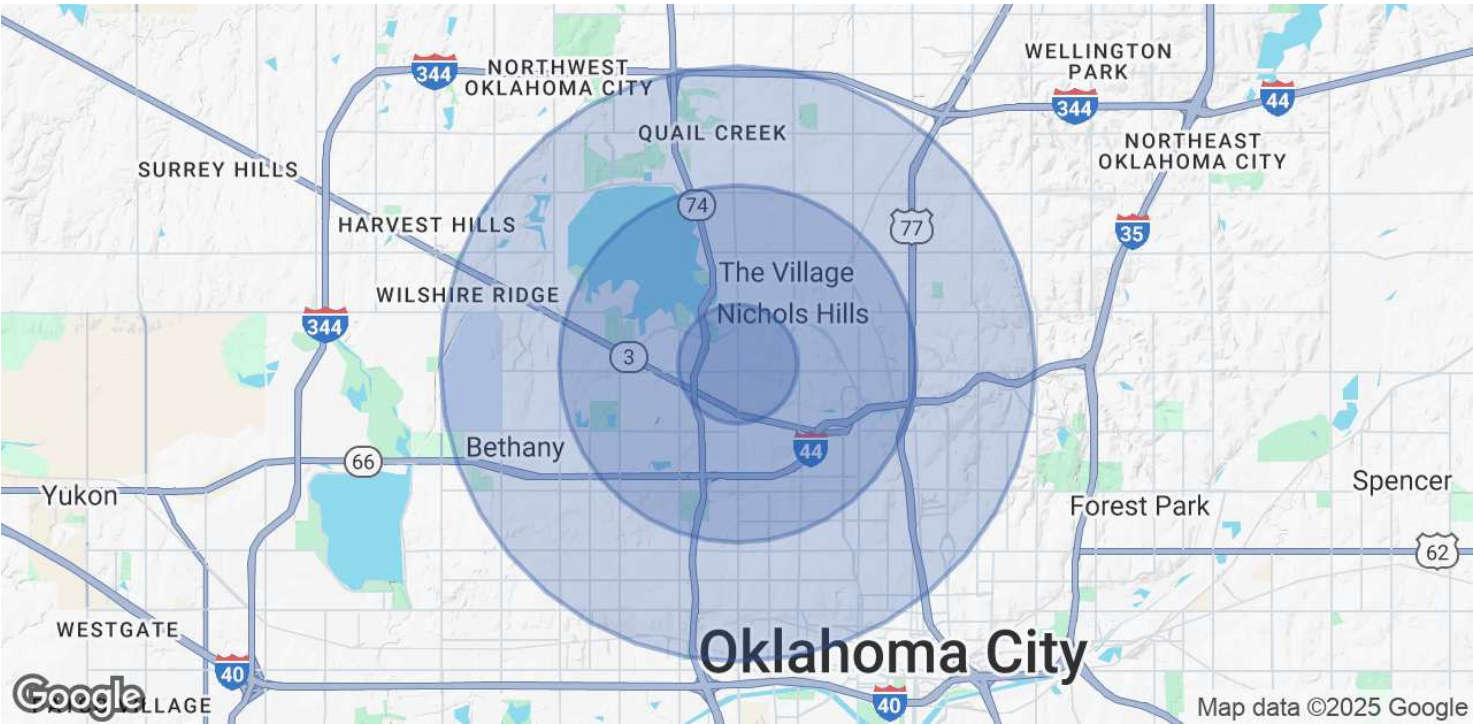 WELLINGTON
PARK
344
NORTHWEST
OKLAHOMA CITY
344
44
QUAIL CREEK
NORTHEAST
OKLAHOMA CITY
SURREY HILLS
74
HARVEST HILLS
77
35
The Village
WILSHIRE RIDGE
Nichols Hills
344
3
Bethany
44
66
Yukon
Spencer
Forest Park
62
WESTGATE
Oklahoma City
40
Google
VILLAGE
40
Map data ©2025 Google